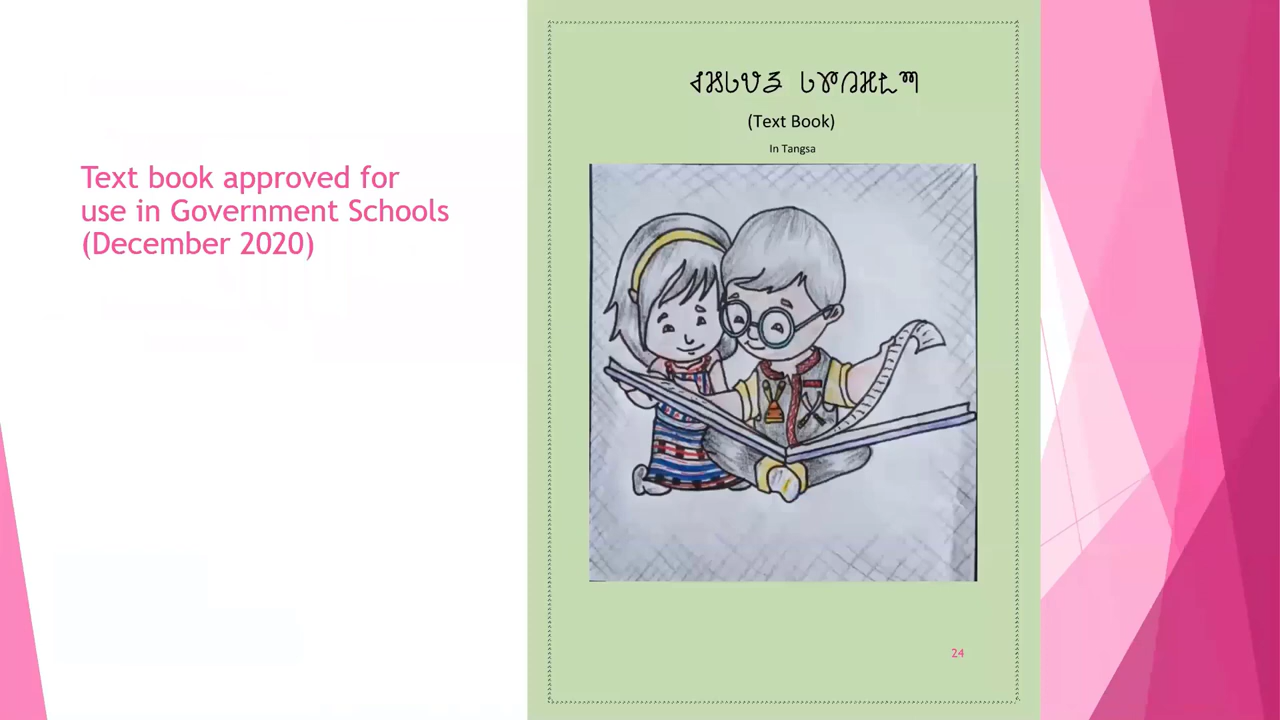 Text book approved for
use in Government Schools
(December 2020)
(Text Book)
In Tangsa
24